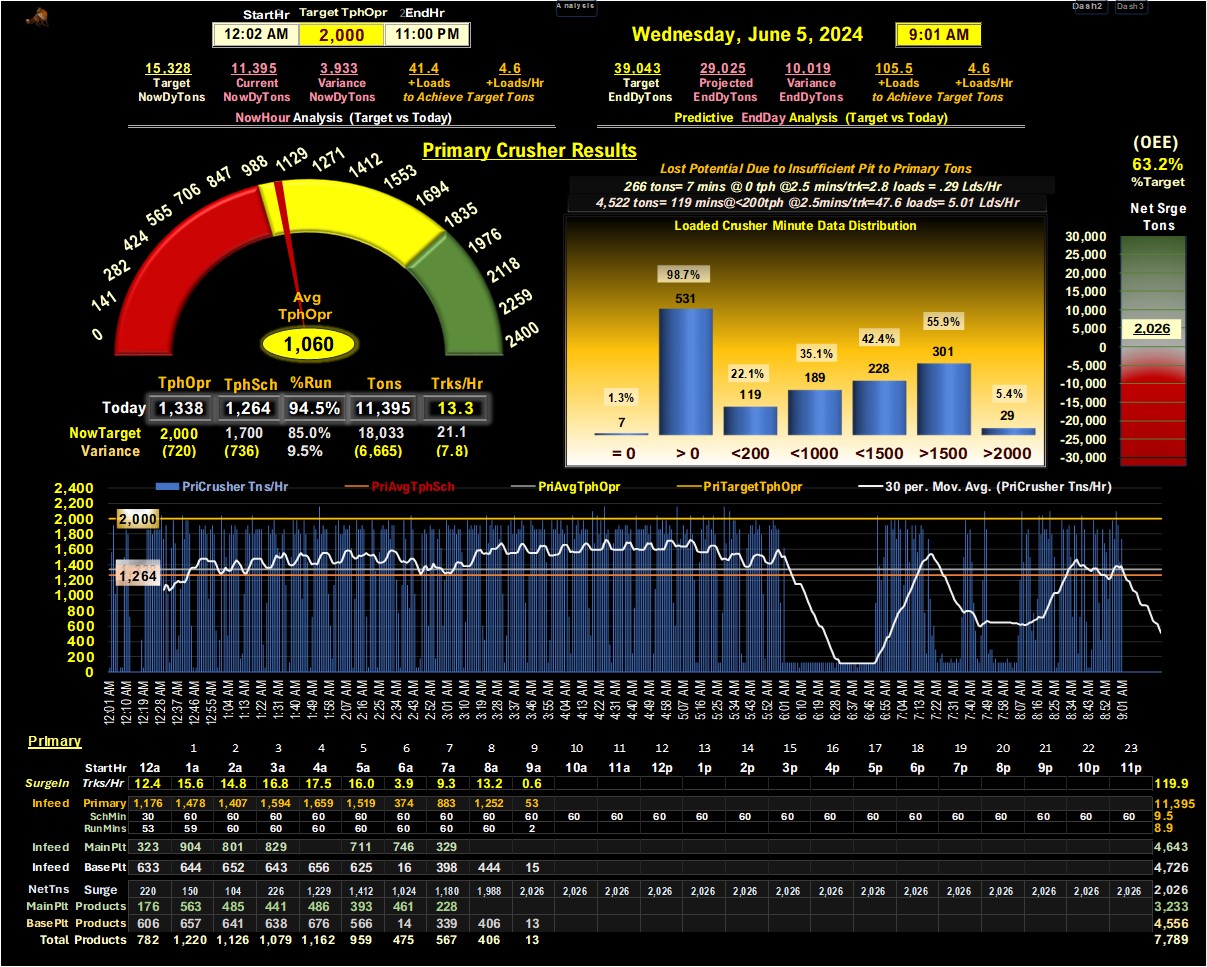 Analysis
Dash2 Dash3
StartHr Target TphOpr 2EndHr
12:02 AM 2,000 11:00 PM
Wednesday, June 5, 2024 9:01 AM
15,328 11,395 3,933 41.4 4.6
Target Current Variance +Loads +Loads/Hr
NowDyTons NowDyTons NowDyTons to Achieve Target Tons
NowHour Analysis (Target vs Today)
39,043 29,025 10,019 105.5 4.6
Target Projected Variance +Loads +Loads/Hr
EndDyTons EndDyTons EndDyTons to Achieve Target Tons
Predictive EndDay Analysis (Target vs Today)
Primary Crusher Results
(OEE)
63.2%
%Target
Lost Potential Due to Insufficient Pit to Primary Tons
266 tons= 7 mins @ 0 tph @2.5 mins/trk=2.8 loads = .29 Lds/Hr
4,522 tons= 119 mins@<200tph @2.5mins/trk=47.6 loads= 5.01 Lds/Hr
0 141 282 424 565 706 847 988 1129 1271 1412 1553 1694 1835 1976 2118 2259 2400
Avg
TphOpr
1,060
TphOpr TphSch %Run Tons Trks/Hr
Today 1,338 1,264 94.5% 11,395 13.3
NowTarget 2,000 1,700 85.0% 18,033 21.1
Variance (720) (736) 9.5% (6,665) (7.8)
Loaded Crusher Minute Data Distribution
1.3% 98.7% 22.1% 35.1% 42.4% 55.9% 5.4%
7 531 119 189 228 301 29
= 0 > 0 <200 <1000 <1500 >1500 >2000
Net Srge
Tons
30,000
25,000
20,000
15,000
10,000
5,000
0
-5,000
-10,000
-15,000
-20,000
-25,000
-30,000
2,026
PriCrusher Tns/Hr PriAvgTphSch PriAvgTphOpr PriTargetTphOpr 30 per. Mov. Avg. (PriCrusher Tns/Hr)
2,400
2,200
2,000
1,800
1,600
1,400
1,200
1,000
800
600
400
200
0
2,000
1,264
12:01 AM 12:10 AM 12:19 AM 12:28 AM 12:37 AM 12:46 AM 12:55 AM 1:04 AM 1:13 AM 1:22 AM 1:31 AM 1:40 AM 1:49 AM 1:58 AM 2:07 AM 2:16 AM 2:25 AM 2:34 AM 2:43 AM 2:52 AM 3:01 AM 3:10 AM 3:19 AM 3:28 AM 3:37 AM 3:46 AM 3:55 AM 4:04 AM 4:13 AM 4:22 AM 4:31 AM 4:40 AM 4:49 AM 4:58 AM 5:07 AM 5:16 AM 5:25 AM 5:34 AM 5:43 AM 5:52 AM 6:01 AM 6:10 AM 6:19 AM 6:28 AM 6:37 AM 6:46 AM 6:55 AM 7:04 AM 7:13 AM 7:22 AM 7:31 AM 7:40 AM 7:49 AM 7:58 AM 8:07 AM 8:16 AM 8:25 AM 8:34 AM 8:43 AM 8:52 AM 9:01 AM
Primary
1 2 3 4 5 6 7 8 9 10 11 12 13 14 15 16 17 18 19 20 21 22 23
StartHr 12a 1a 2a 3a 4a 5a 6a 7a 8a 9a 10a 11a 12p 1p 2p 3p 4p 5p 6p 7p 8p 9p 10p 11p
SurgeIn Trks/Hr 12.4 15.6 14.8 16.8 17.5 16.0 3.9 9.3 13.2 0.6 119.9
Infeed Primary 1,176 1,478 1,407 1,594 1,659 1,519 374 883 1,252 53 11,395
SchMin 30 60 60 60 60 60 60 60 60 60 60 60 60 60 60 60 60 60 60 60 60 60 60 60 9.5
RunMins 53 59 60 60 60 60 60 60 60 2 8.9
Infeed MainPlt 323 904 801 829 711 746 329 4,643
Infeed BasePlt 633 644 652 643 656 625 16 398 444 15 4,726
NetTns Surge 220 150 104 226 1,229 1,412 1,024 1,180 1,988 2,026 2,026 2,026 2,026 2,026 2,026 2,026 2,026 2,026 2,026 2,026 2,026 2,026 2,026 2,026 2,026
MainPlt Products 176 563 485 441 486 393 461 228 3,233
BasePlt Products 606 657 641 638 676 566 14 339 406 13 4,556
Total Products 782 1,220 1,126 1,079 1,162 959 475 567 406 13 7,789